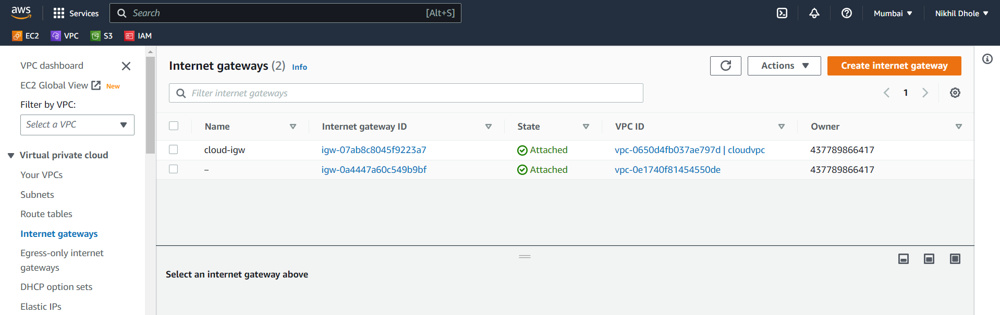 aws Services Search [Alt+S] Mumbai Nikhil Dhole
EC2 VPC S3 IAM
VPC dashboard
EC2 Global View New
Filter by VPC:
Select a VPC
Virtual private cloud
Your VPCs
Subnets
Route tables
Internet gateways
Egress-only internet
gateways
DHCP option sets
Elastic IPs
Internet gateways (2) Info Actions Create internet gateway
Filter internet gateways 1
Name Internet gateway ID State VPC ID Owner
cloud-igw igw-07ab8c8045f9223a7 Attached vpc-0650d4fb037ae797d | cloudvpc 437789866417
– igw-0a4447a60c549b9bf Attached vpc-0e1740f81454550de 437789866417
Select an internet gateway above